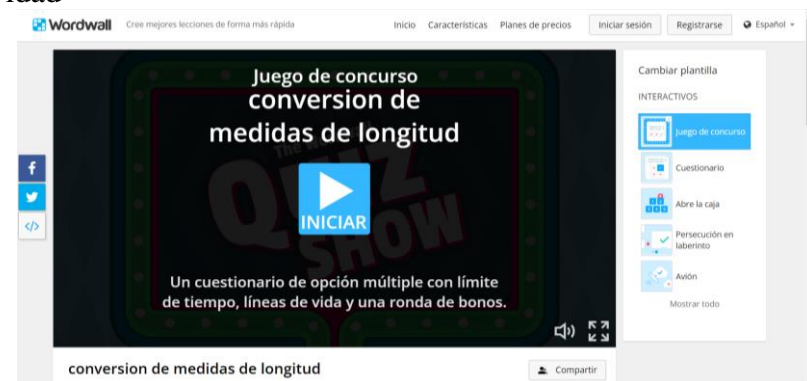 idad
Wordwall Cree mejores lecciones de forma más rápida Inicio Características Planes de precios Iniciar sesión Registrarse Español
Juego de concurso
conversion de
medidas de longitud
INICIAR
Un cuestionario de opción múltiple con límite
de tiempo, líneas de vida y una ronda de bonos.
QUIZ
SHOW
f
</>
Cambiar plantilla
INTERACTIVOS
Juego de concurso
Cuestionario
Abre la caja
Persecución en
laberinto
Avión
Mostrar todo
conversion de medidas de longitud
Compartir